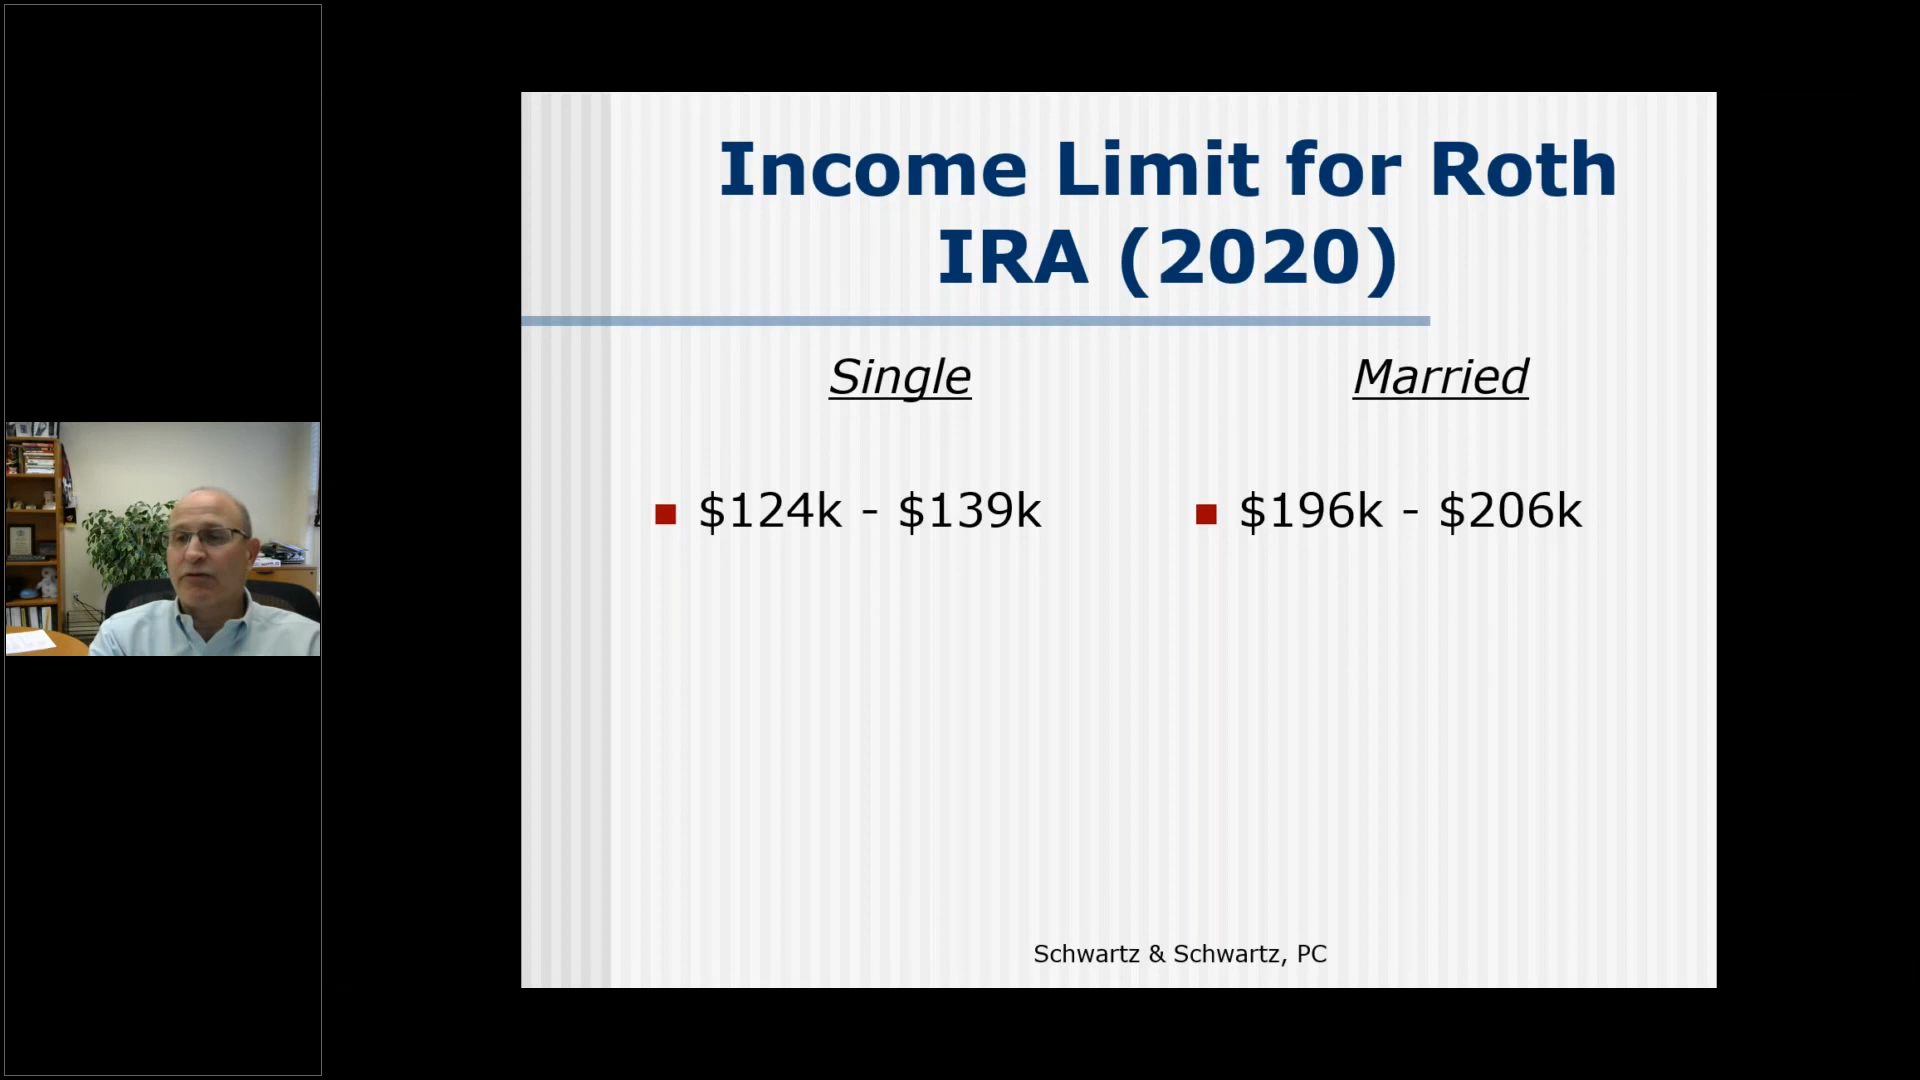 Income Limit for Roth
IRA (2020)
Single
Married
$124k - $139k
$196k - $206k
Schwartz & Schwartz, PC